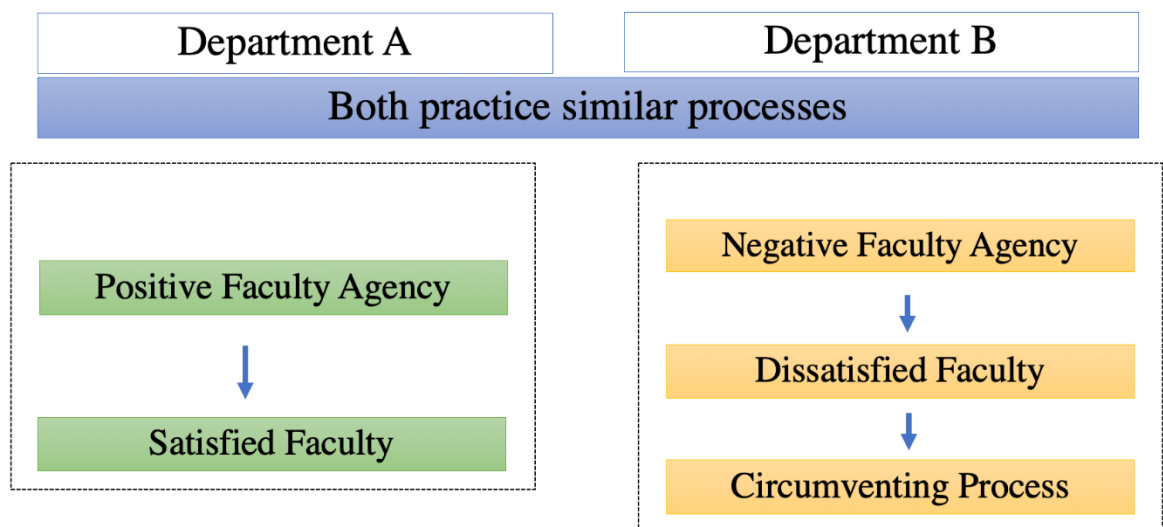 Department A
Department B
Both practice similar processes
Positive Faculty Agency
Satisfied Faculty
Negative Faculty Agency
Dissatisfied Faculty
Circumventing Process